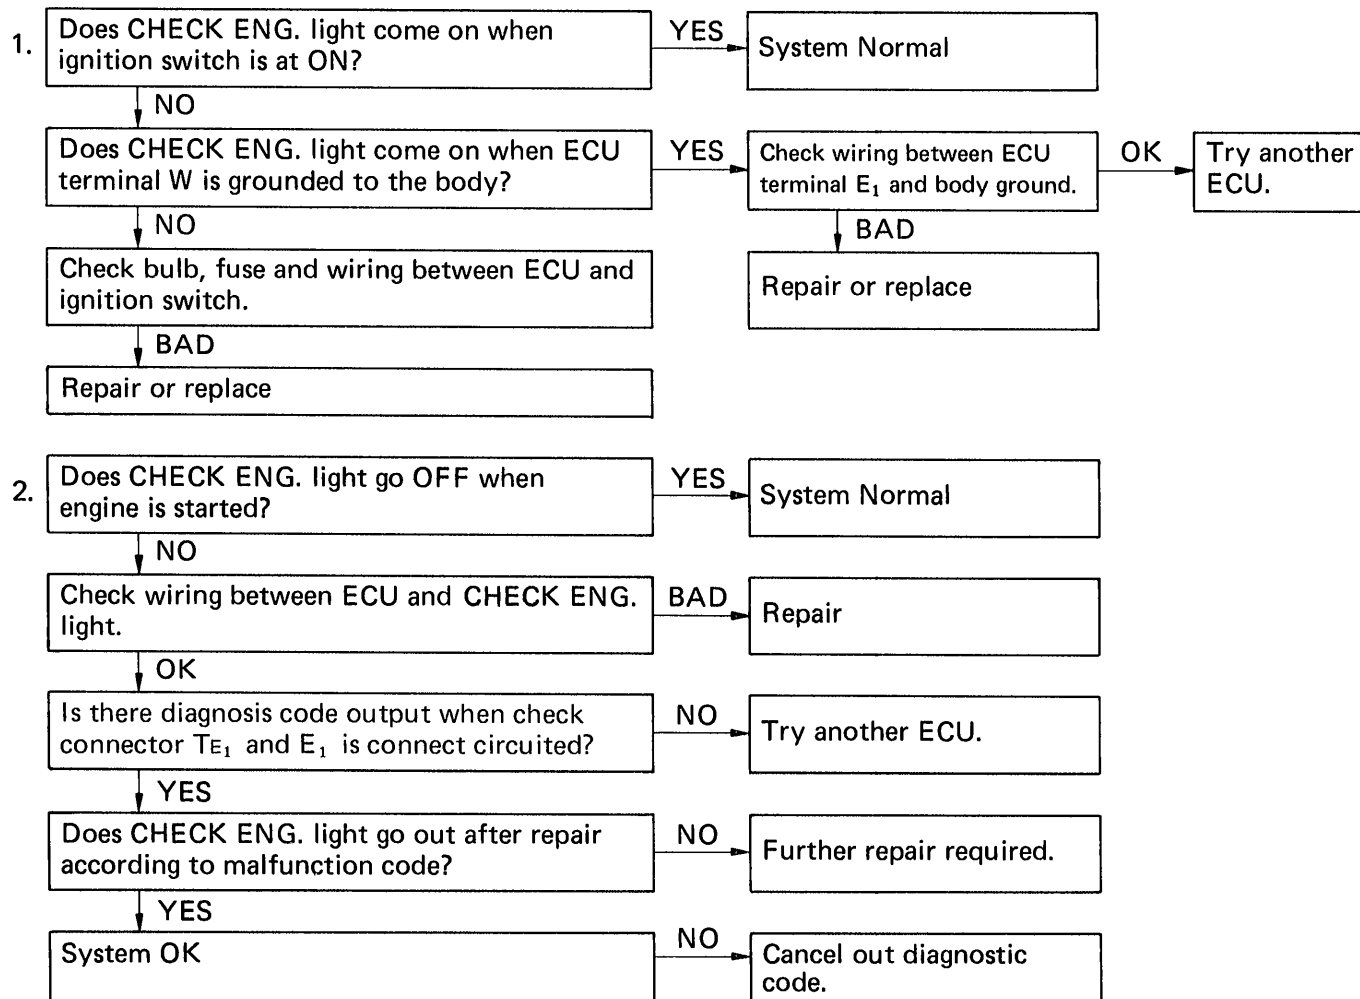 1.
Does CHECK ENG. light come on when
ignition switch is at ON?
YES
System Normal
NO
Does CHECK ENG. light come on when ECU
terminal W is grounded to the body?
YES
Check wiring between ECU
terminal E₁ and body ground.
OK
Try another
ECU.
NO
BAD
Check bulb, fuse and wiring between ECU and
ignition switch.
Repair or replace
BAD
Repair or replace
2.
Does CHECK ENG. light go OFF when
engine is started?
YES
System Normal
NO
Check wiring between ECU and CHECK ENG.
light.
BAD
Repair
OK
Is there diagnosis code output when check
connector TE₁ and E₁ is connect circuited?
NO
Try another ECU.
YES
Does CHECK ENG. light go out after repair
according to malfunction code?
NO
Further repair required.
YES
System OK
NO
Cancel out diagnostic
code.